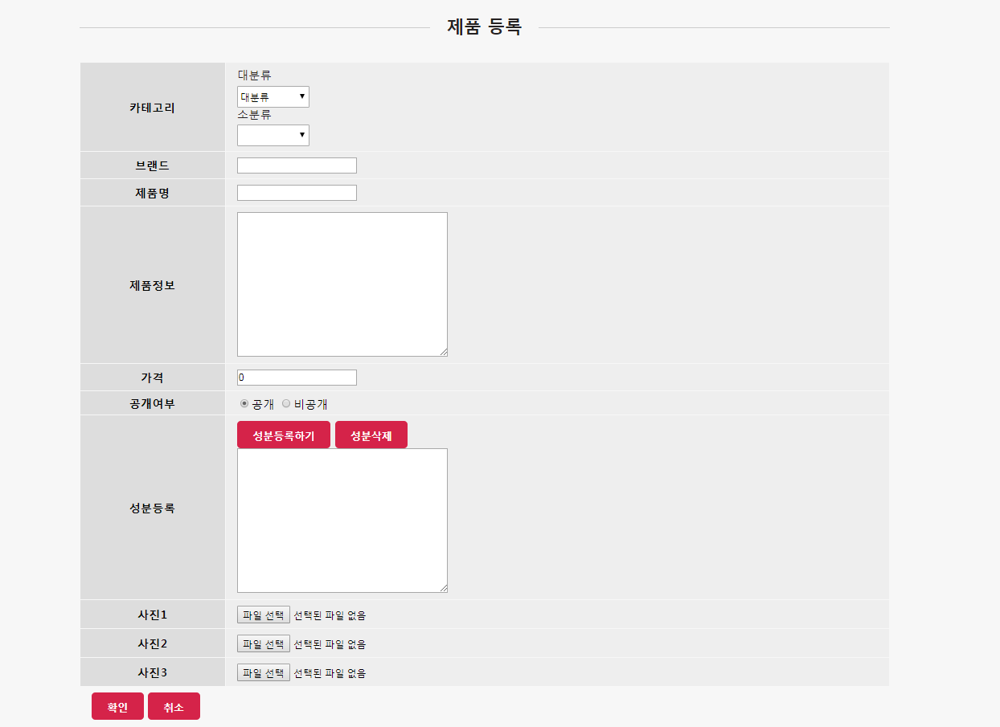 제품 등록
카테고리
대분류
대분류
소분류
브랜드
제품명
제품정보
가격
0
공개여부
공개 비공개
성분등록
성분등록하기 성분삭제
사진1
파일 선택 선택된 파일 없음
사진2
파일 선택 선택된 파일 없음
사진3
파일 선택 선택된 파일 없음
확인 취소